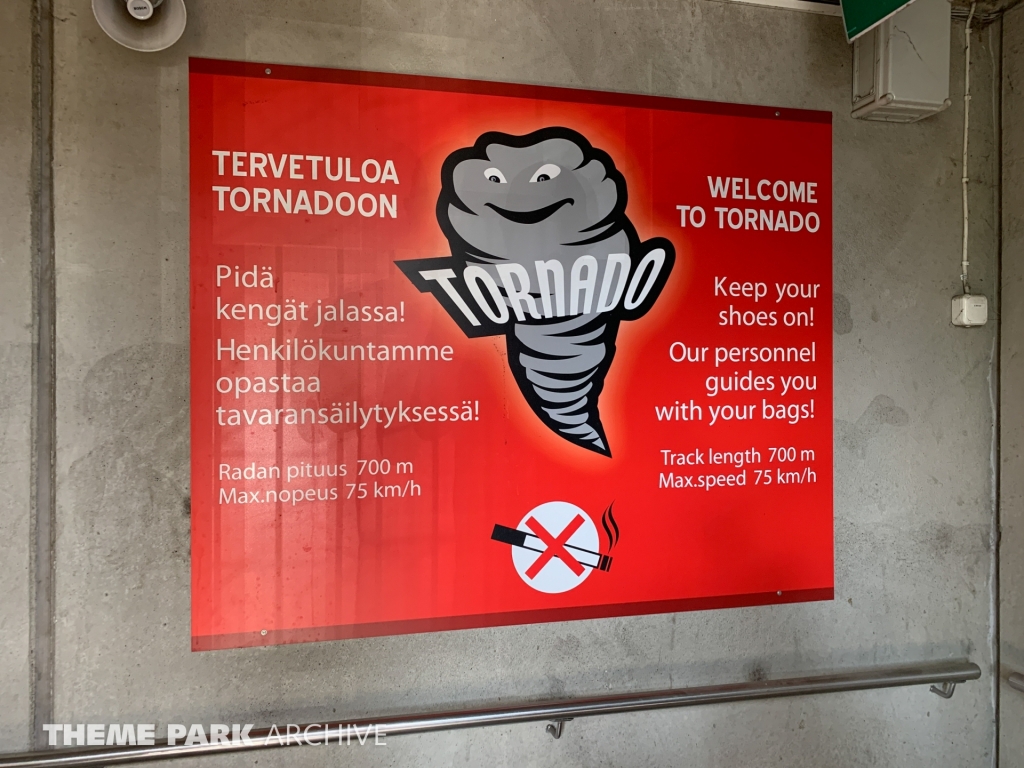 TERVETULOA
TORNADOON
Pidä
kengät jalassa!
Henkilökuntamme
opastaa
tavaransäilytyksessä!
Radan pituus 700 m
Max.nopeus 75 km/h
TORNADO
WELCOME
TO TORNADO
Keep your
shoes on!
Our personnel
guides you
with your bags!
Track length 700 m
Max.speed 75 km/h
THEME PARK ARCHIVE